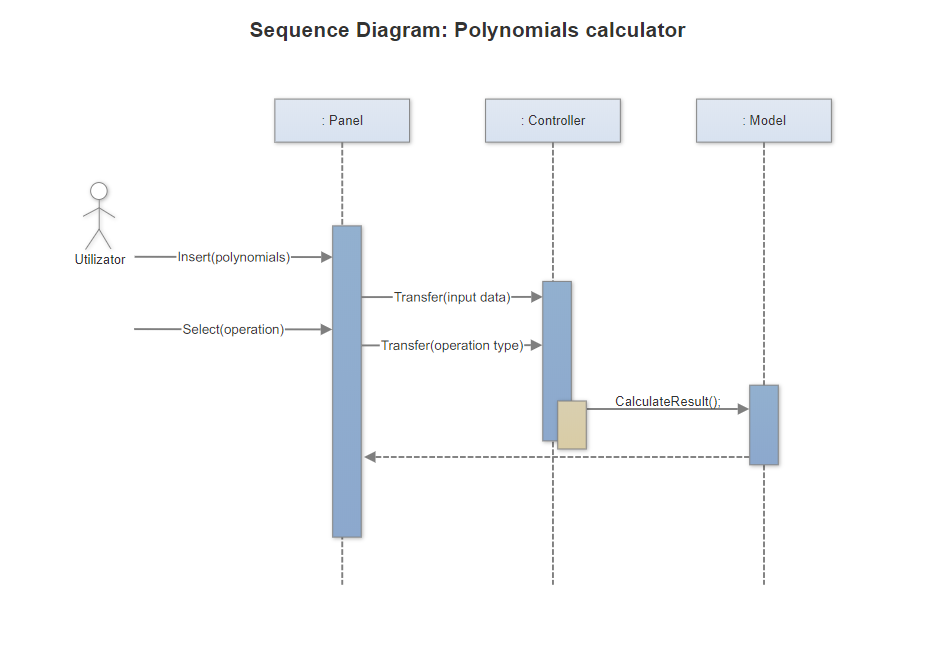 Sequence Diagram: Polynomials calculator
: Panel
: Controller
: Model
Utilizator
Insert(polynomials)
Transfer(input data)
Select(operation)
Transfer(operation type)
CalculateResult();